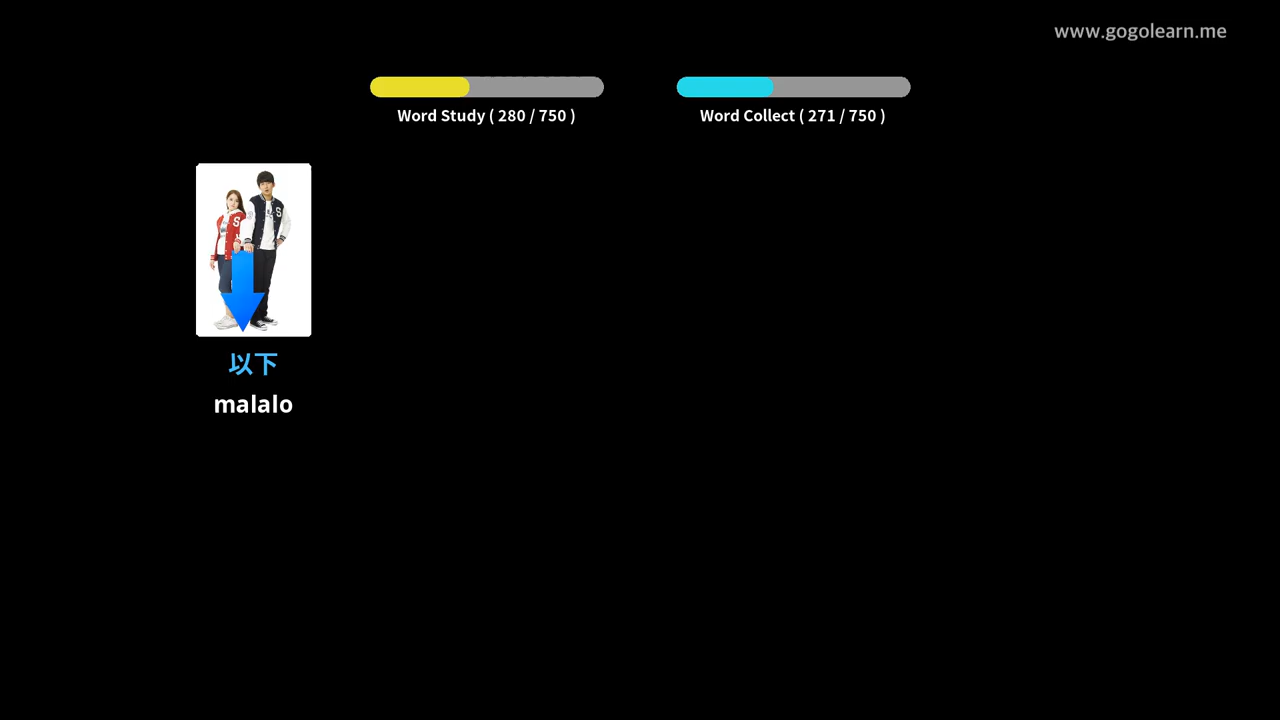 www.gogolearn.me
Word Study ( 280 / 750 )
Word Collect ( 271 / 750 )
S
S
以下
malalo